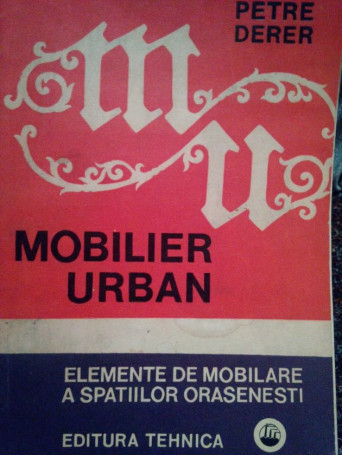 PETRE
DERER
m
u
MOBILIER
URBAN
ELEMENTE DE MOBILARE
A SPATIILOR ORASENESTI
EDITURA TEHNICA